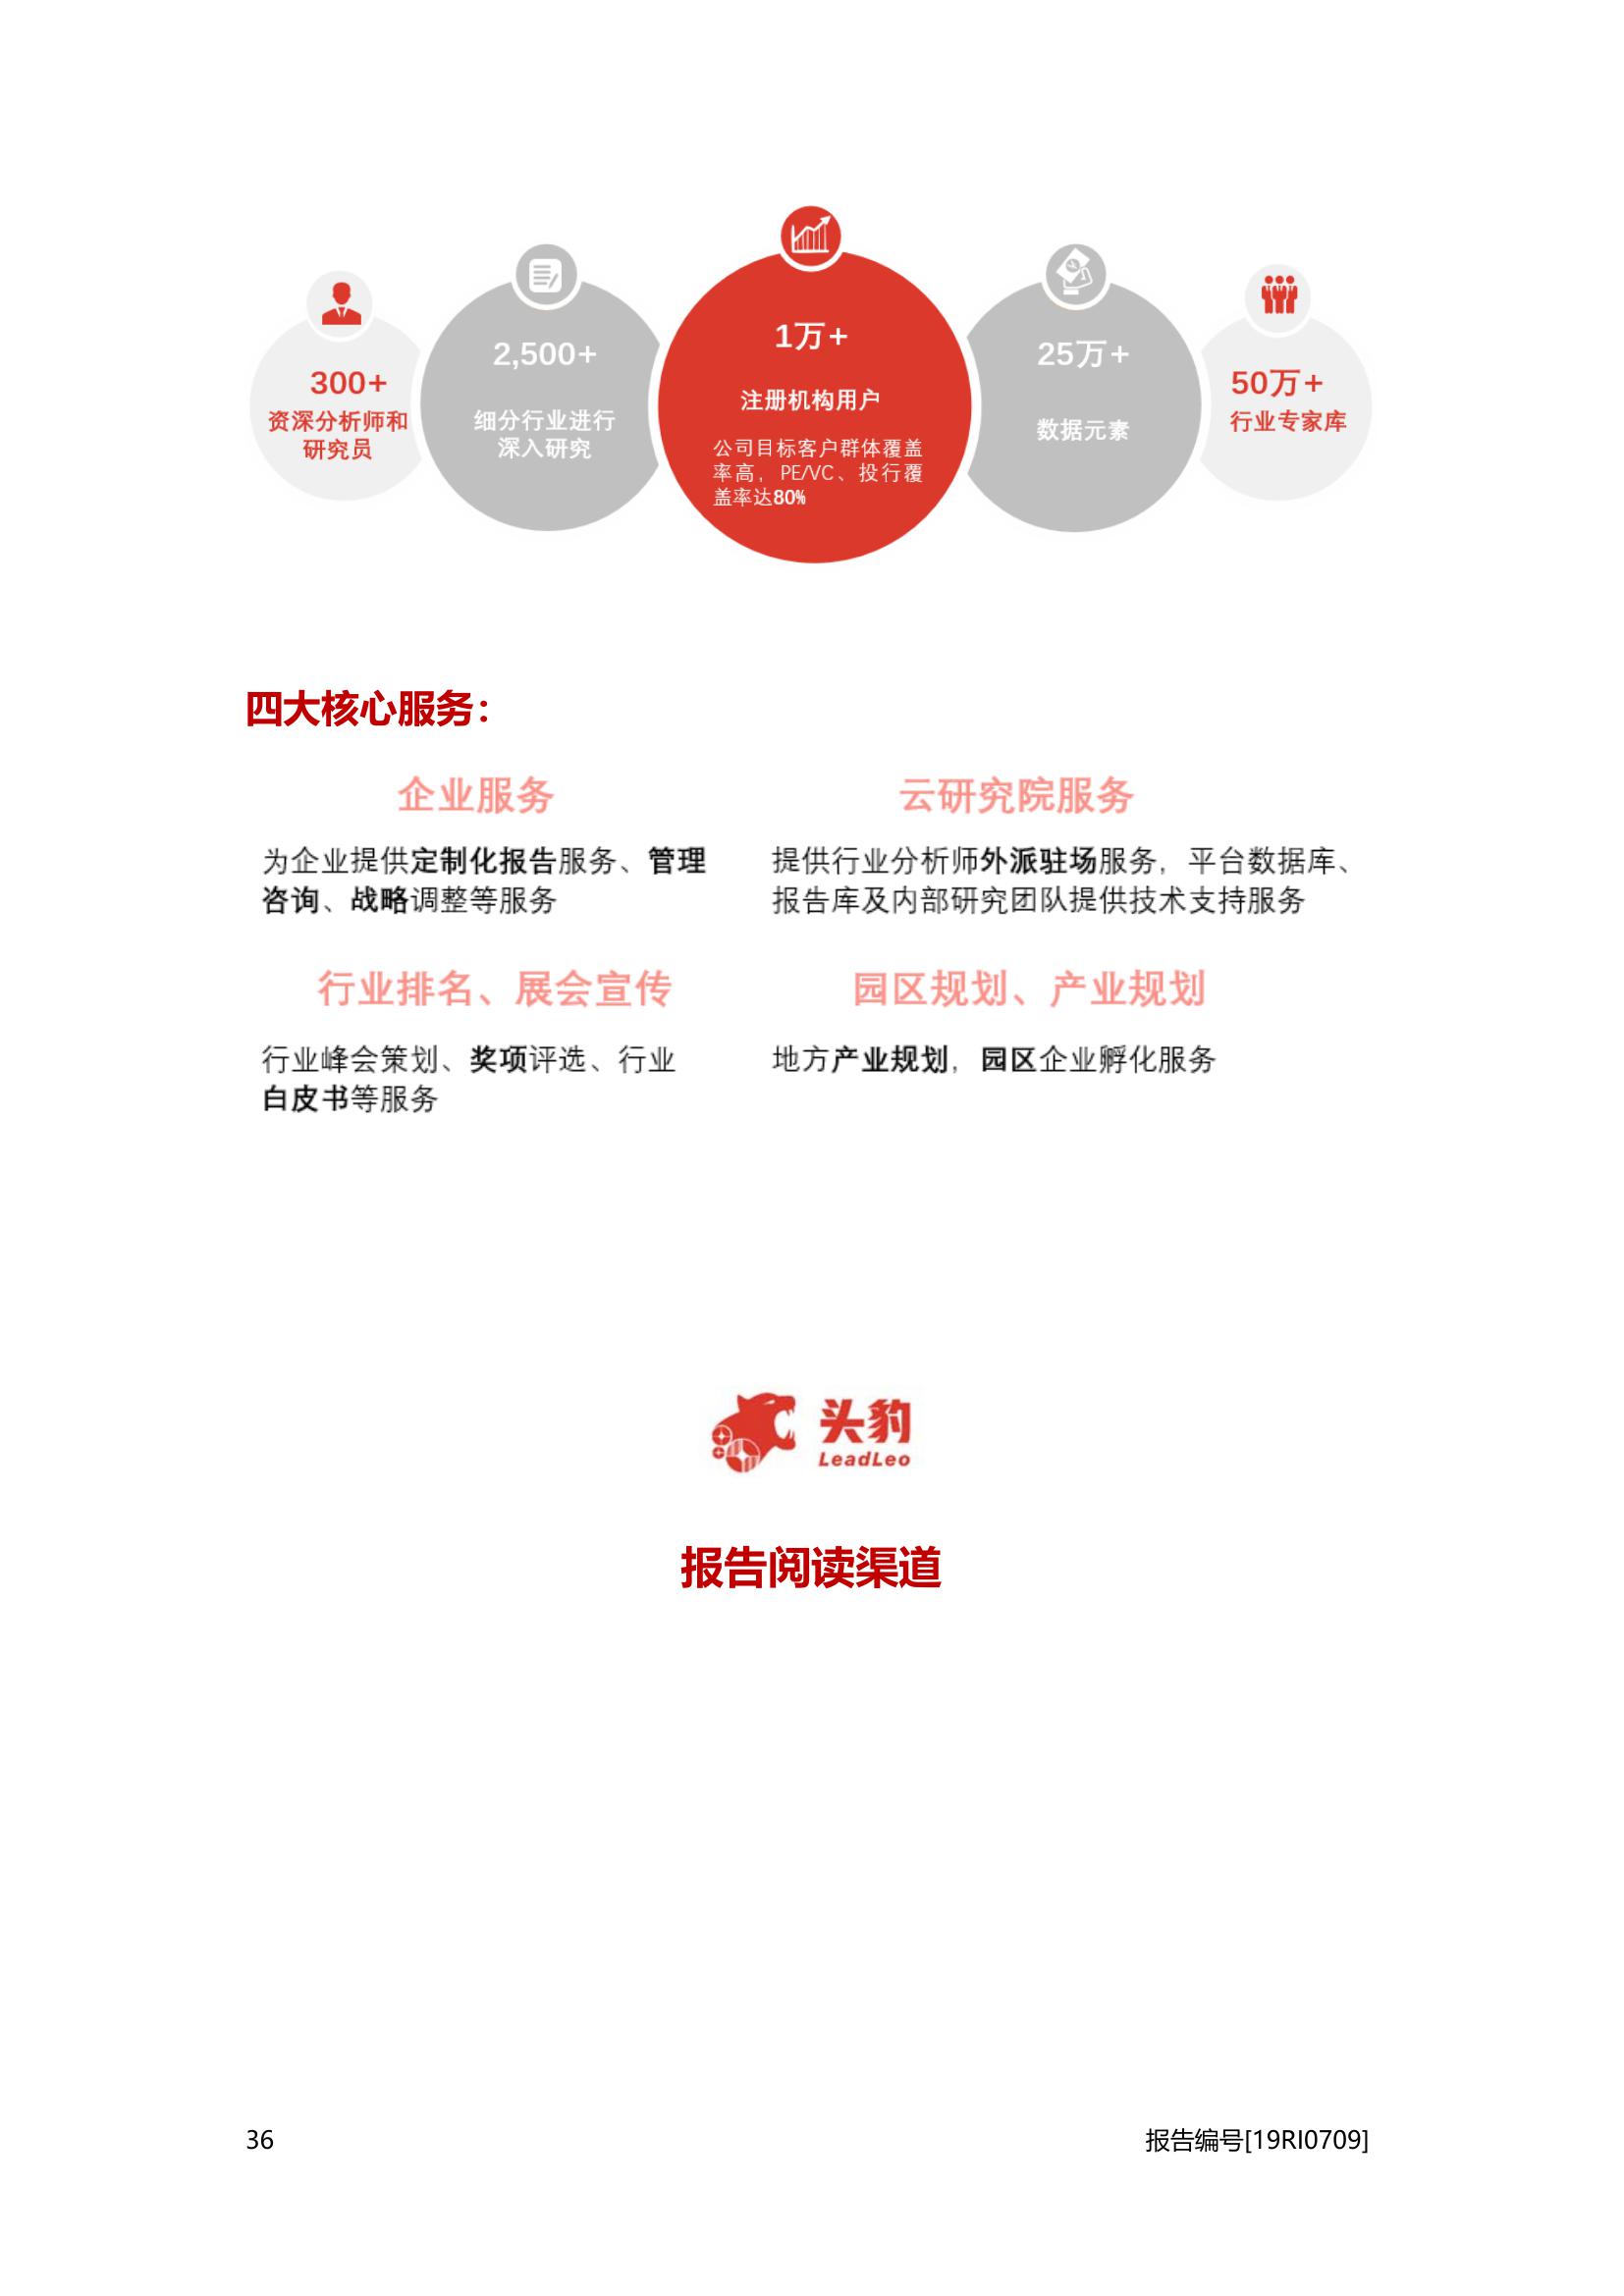 300+
资深分析师和
研究员
2,500+
细分行业进行
深入研究
1万+
注册机构用户
公司目标客户群体覆盖
率高，PE/VC、投行覆
盖率达80%
25万+
数据元素
50万+
行业专家库
四大核心服务：
企业服务
为企业提供定制化报告服务、管理
咨询、战略调整等服务
云研究院服务
提供行业分析师外派驻场服务，平台数据库、
报告库及内部研究团队提供技术支持服务
行业排名、展会宣传
行业峰会策划、奖项评选、行业
白皮书等服务
园区规划、产业规划
地方产业规划，园区企业孵化服务
头豹
LeadLeo
报告阅读渠道
36
报告编号[19RI0709]